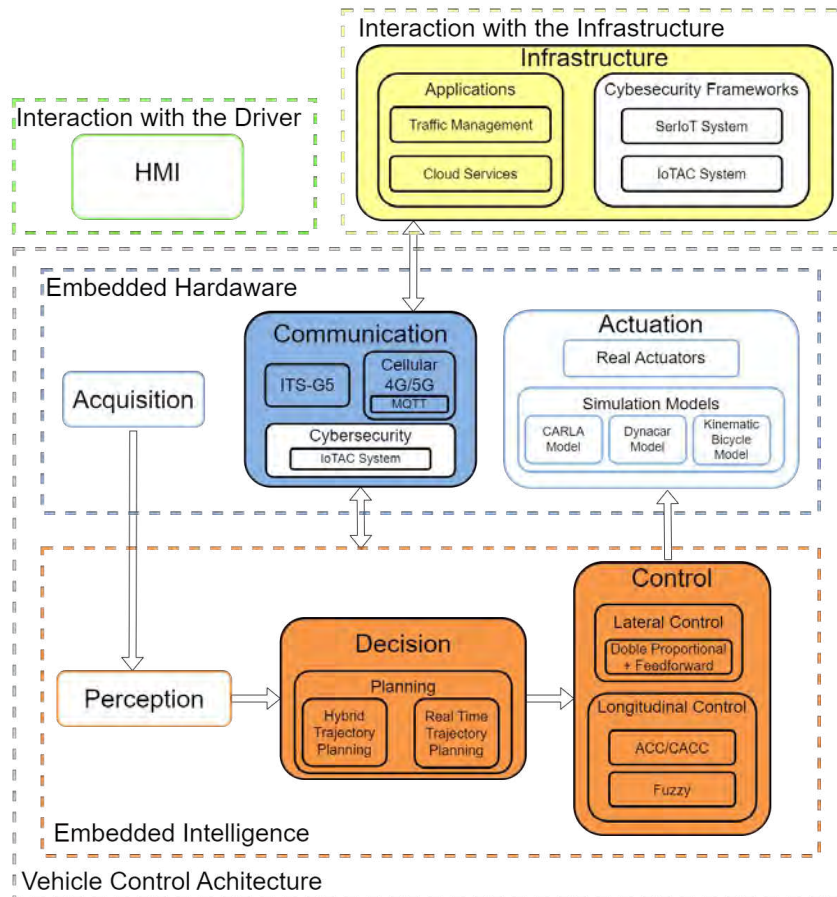 Interaction with the Infrastructure
Infrastructure
Applications
Traffic Management
Cloud Services
Cybesecurity Frameworks
SerIoT System
IoTAC System
Interaction with the Driver
HMI
Embedded Hardaware
Acquisition
Communication
ITS-G5
Cellular
4G/5G
MQTT
Cybersecurity
IoTAC System
Actuation
Real Actuators
Simulation Models
CARLA
Model
Dynacar
Model
Kinematic
Bicycle
Model
Perception
Decision
Planning
Hybrid
Trajectory
Planning
Real Time
Trajectory
Planning
Control
Lateral Control
Doble Proportional
+ Feedforward
Longitudinal Control
ACC/CACC
Fuzzy
Embedded Intelligence
Vehicle Control Achitecture